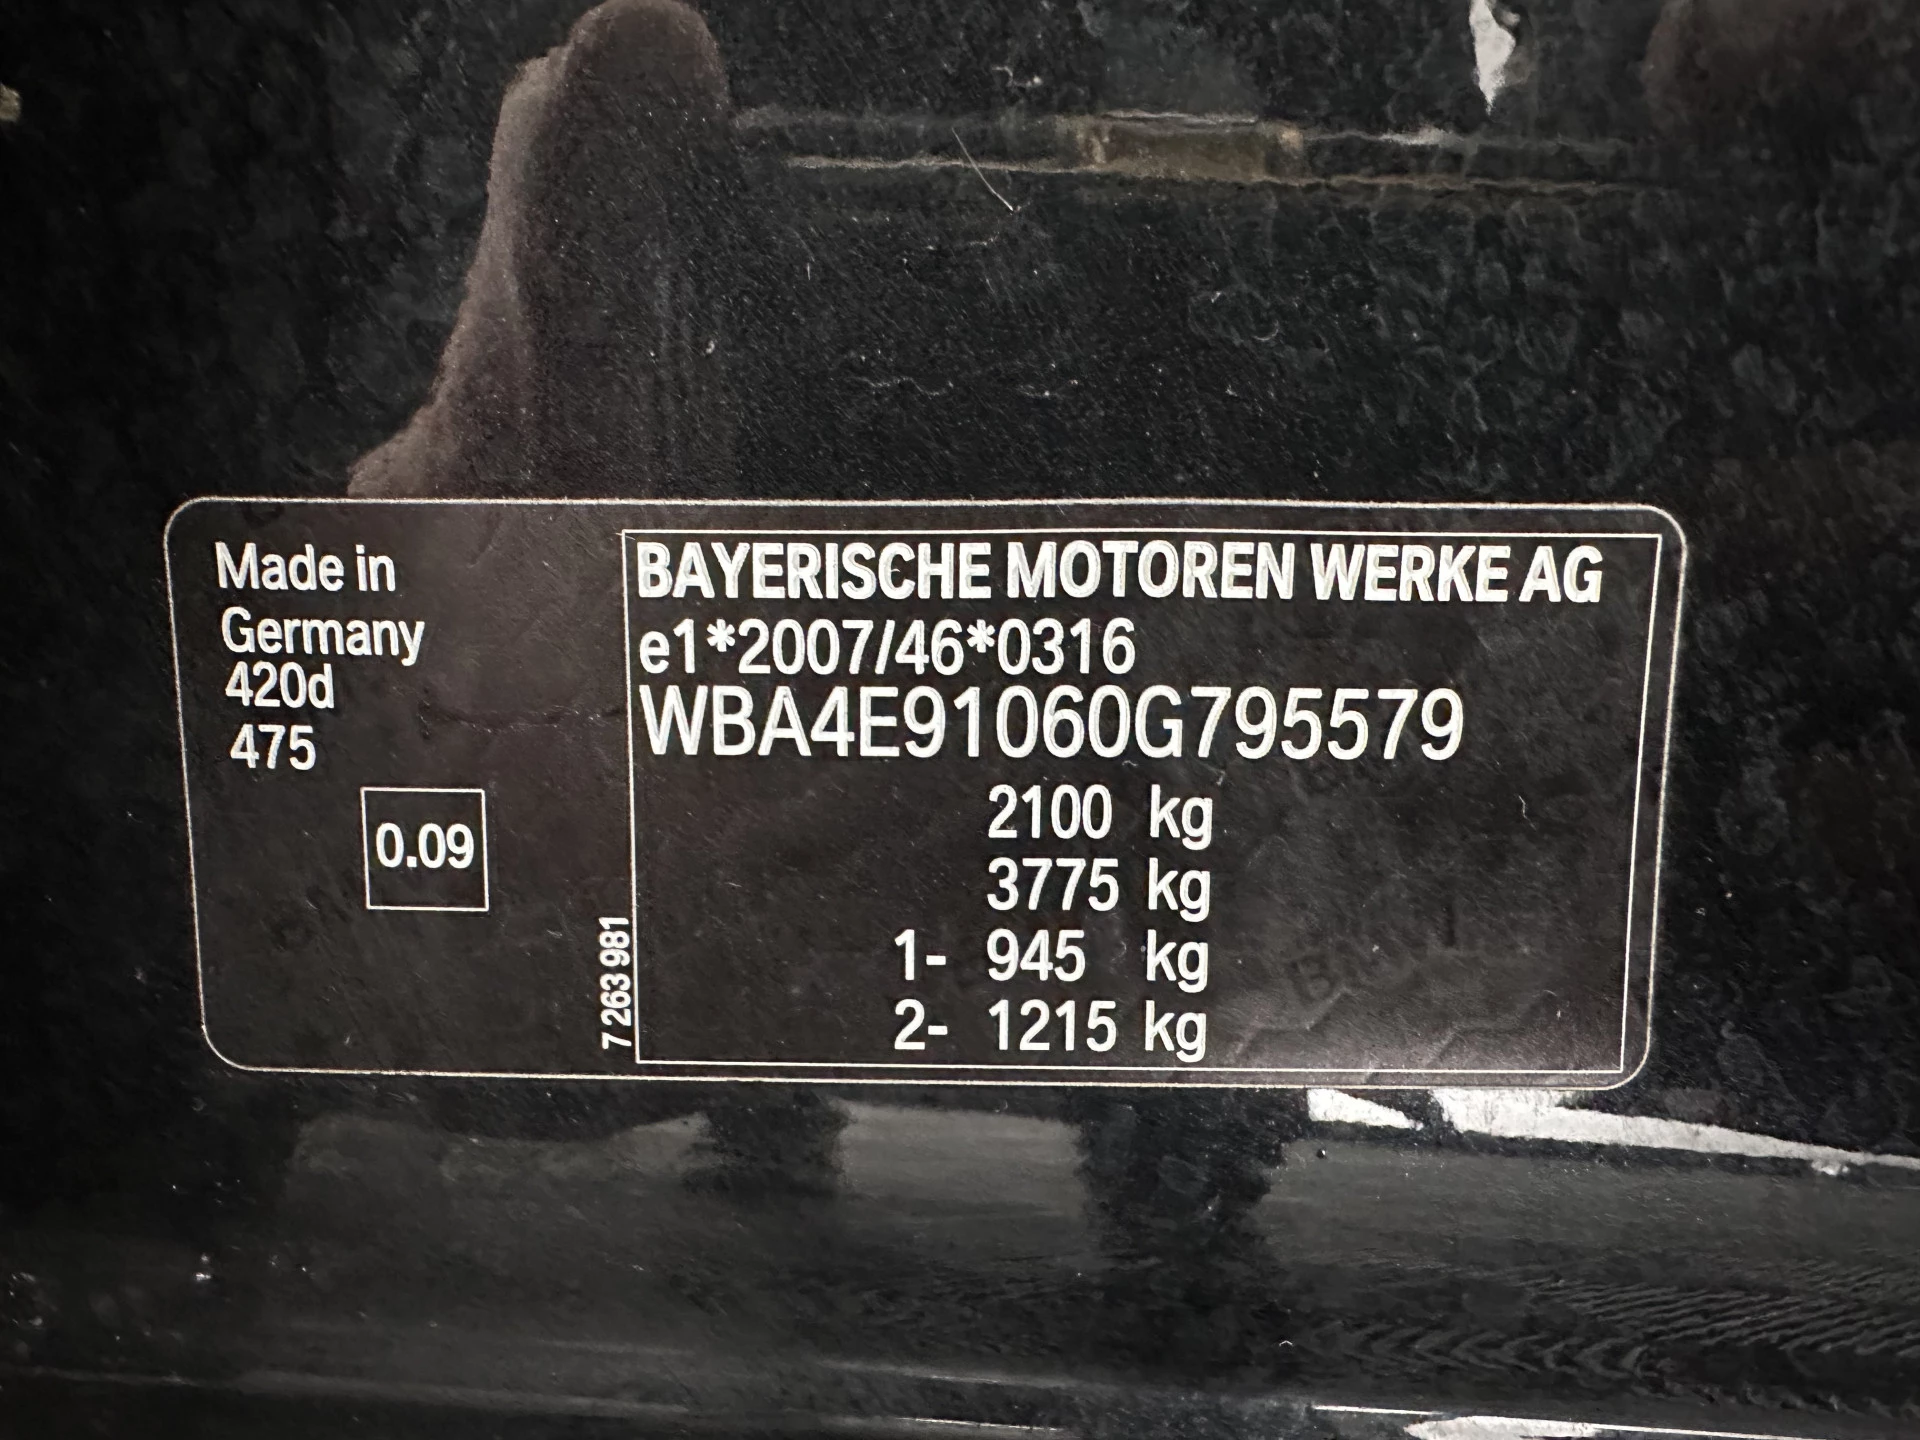 Made in
Germany
420d
475
0.09
7 263 981
BAYERISCHE MOTOREN WERKE AG
e1*2007/46*0316
WBA4E91060G795579
2100 kg
3775 kg
1- 945 kg
2- 1215 kg